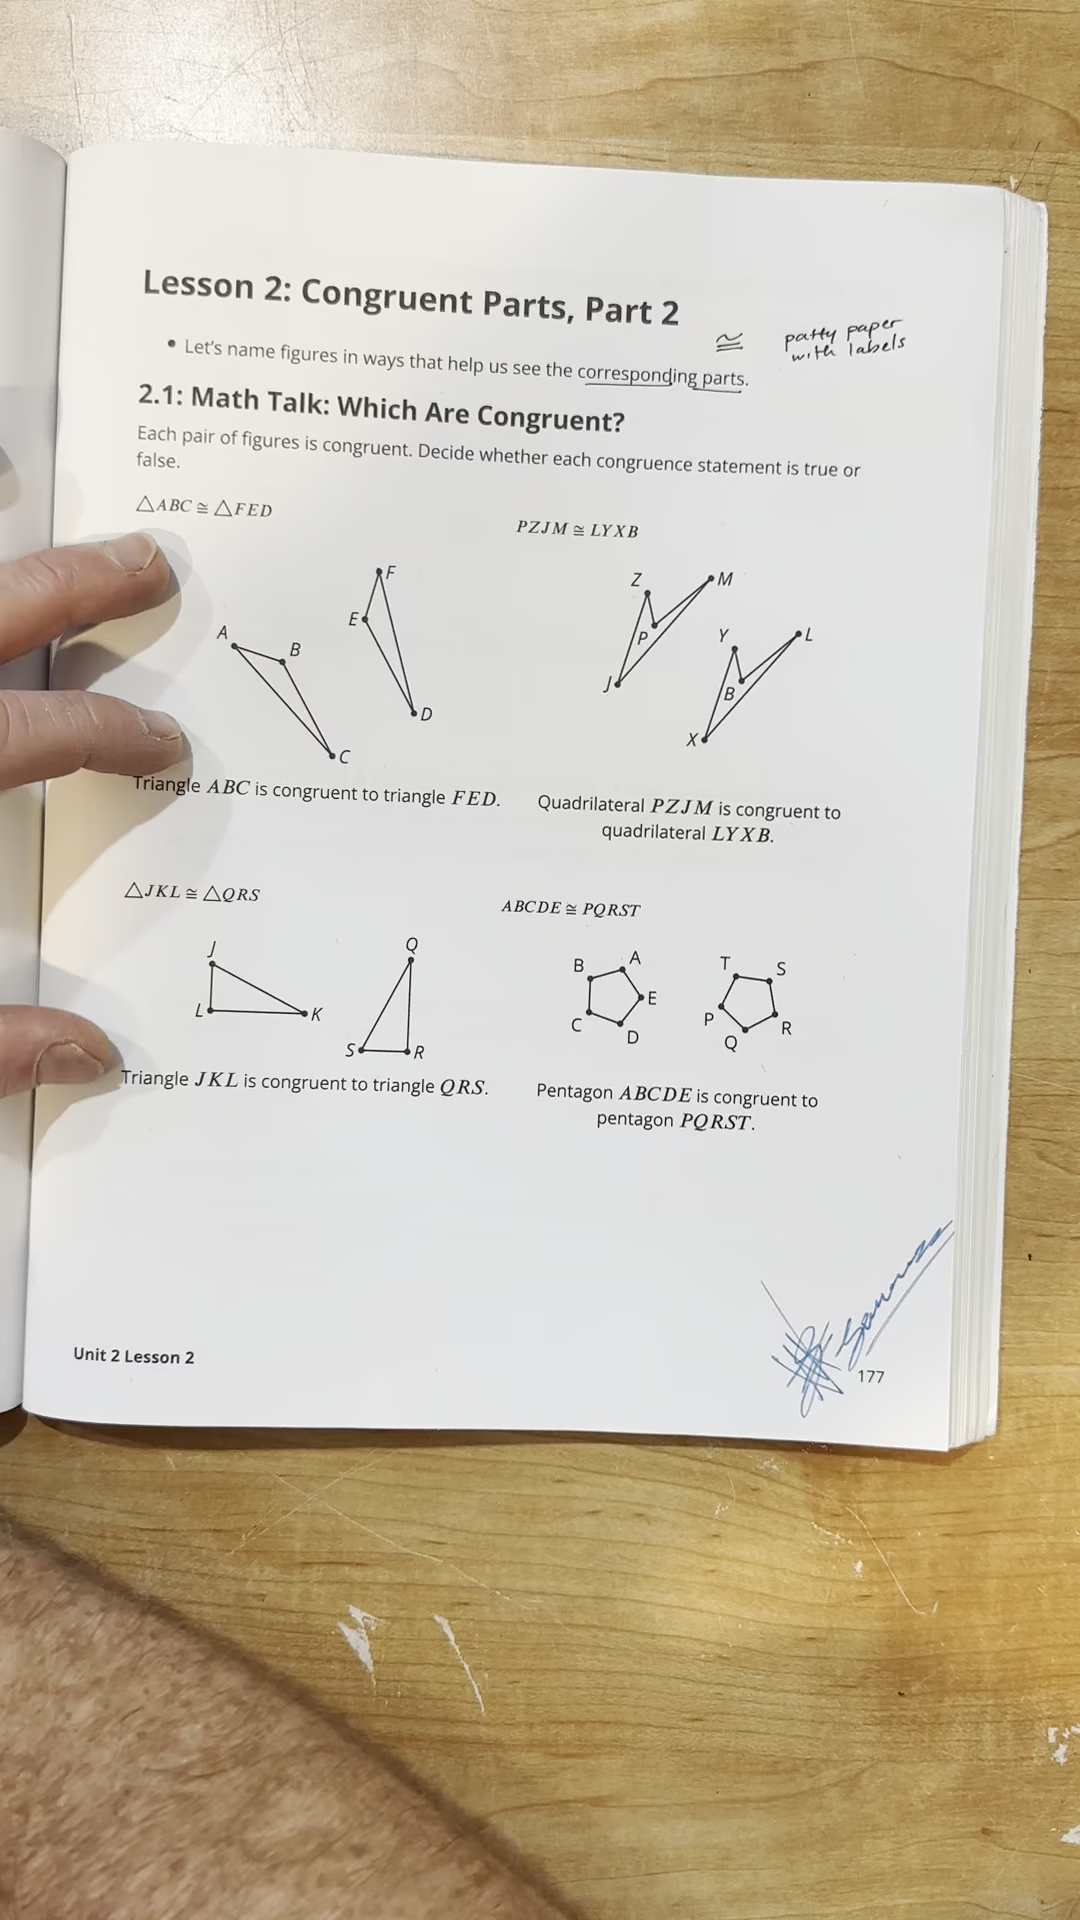 Lesson 2: Congruent Parts, Part 2
≅ patty paper
with labels
• Let's name figures in ways that help us see the corresponding parts.
2.1: Math Talk: Which Are Congruent?
Each pair of figures is congruent. Decide whether each congruence statement is true or
false.
△ABC ≅ △FED
PZJM ≅ LYXB
A
B
C
F
E
D
Z
M
P
J
Y
L
B
X
Triangle ABC is congruent to triangle FED.
Quadrilateral PZJM is congruent to
quadrilateral LYXB.
△JKL ≅ △QRS
ABCDE ≅ PQRST
J
L
K
Q
S
R
B
A
E
C
D
T
S
P
R
Q
Triangle JKL is congruent to triangle QRS.
Pentagon ABCDE is congruent to
pentagon PQRST.
Unit 2 Lesson 2
177